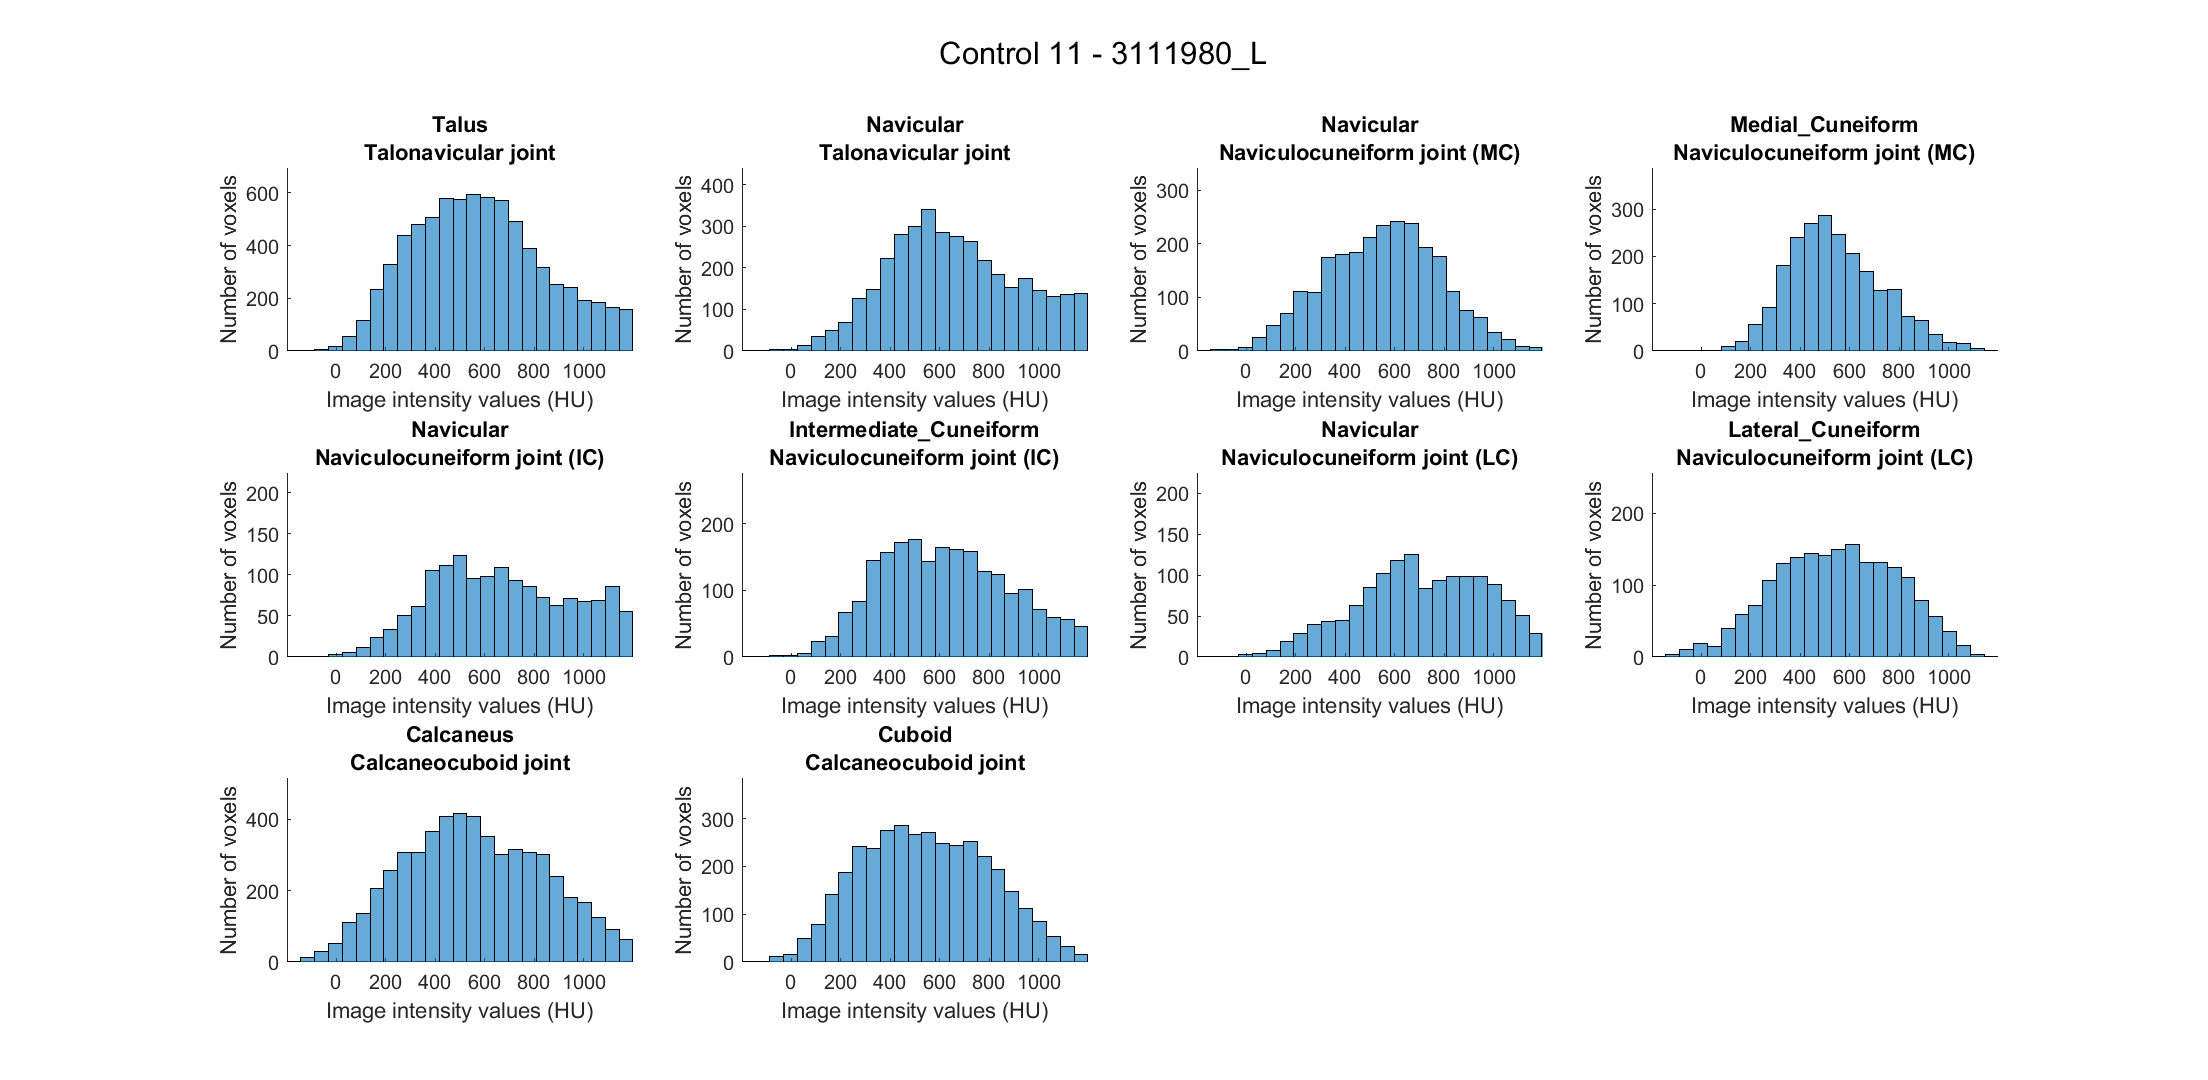 Control 11 - 3111980_L
Talus
Talonavicular joint
Number of voxels
600
400
200
0
0 200 400 600 800 1000
Image intensity values (HU)
Navicular
Talonavicular joint
Number of voxels
400
300
200
100
0
0 200 400 600 800 1000
Image intensity values (HU)
Navicular
Naviculocuneiform joint (MC)
Number of voxels
300
200
100
0
0 200 400 600 800 1000
Image intensity values (HU)
Medial_Cuneiform
Naviculocuneiform joint (MC)
Number of voxels
300
200
100
0
0 200 400 600 800 1000
Image intensity values (HU)
Navicular
Naviculocuneiform joint (IC)
Number of voxels
200
150
100
50
0
0 200 400 600 800 1000
Image intensity values (HU)
Intermediate_Cuneiform
Naviculocuneiform joint (IC)
Number of voxels
200
100
0
0 200 400 600 800 1000
Image intensity values (HU)
Navicular
Naviculocuneiform joint (LC)
Number of voxels
200
150
100
50
0
0 200 400 600 800 1000
Image intensity values (HU)
Lateral_Cuneiform
Naviculocuneiform joint (LC)
Number of voxels
200
100
0
0 200 400 600 800 1000
Image intensity values (HU)
Calcaneus
Calcaneocuboid joint
Number of voxels
400
200
0
0 200 400 600 800 1000
Image intensity values (HU)
Cuboid
Calcaneocuboid joint
Number of voxels
300
200
100
0
0 200 400 600 800 1000
Image intensity values (HU)